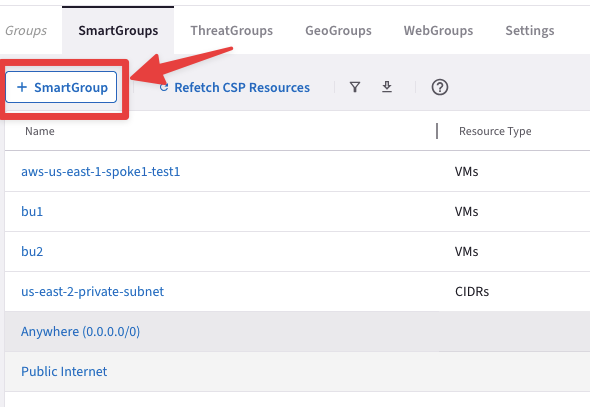 Groups SmartGroups ThreatGroups GeoGroups WebGroups Settings
+ SmartGroup Refetch CSP Resources ?
Name Resource Type
aws-us-east-1-spoke1-test1 VMs
bu1 VMs
bu2 VMs
us-east-2-private-subnet CIDRs
Anywhere (0.0.0.0/0)
Public Internet